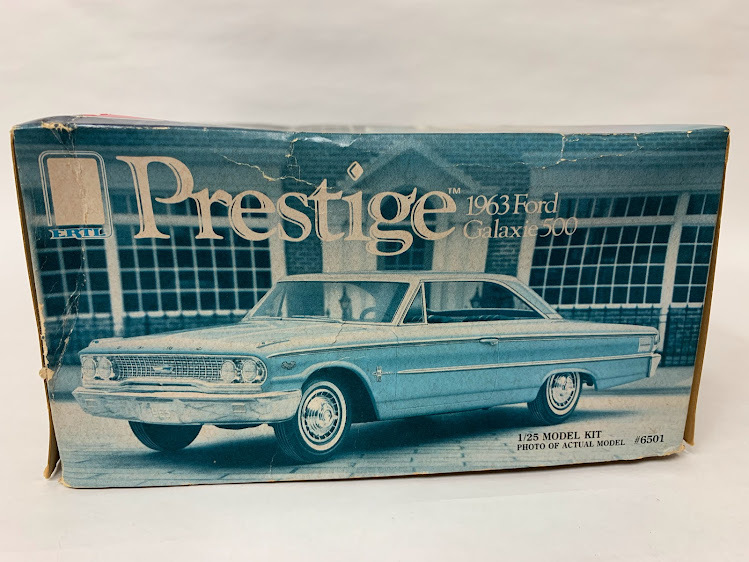 ERTL
Prestige™
1963 Ford
Galaxie 500
1/25 MODEL KIT
PHOTO OF ACTUAL MODEL #6501